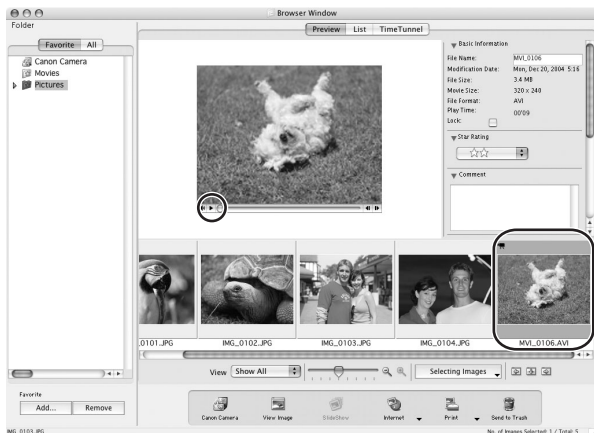 Browser Window
Folder
Preview List TimeTunnel
Favorite All
Canon Camera
Movies
Pictures
Basic Information
File Name: MVI_0106
Modification Date: Mon, Dec 20, 2004 5:16
File Size: 3.4 MB
Movie Size: 320 x 240
File Format: AVI
Play Time: 00'09
Lock:
Star Rating
Comment
.0101.JPG IMG_0102.JPG IMG_0103.JPG IMG_0104.JPG MVI_0106.AVI
View Show All Selecting Images
Favorite
Add... Remove
Canon Camera View Image SlideShow Internet Print Send to Trash
IMG_0103.JPG No. of Images Selected: 1 / Total: 5